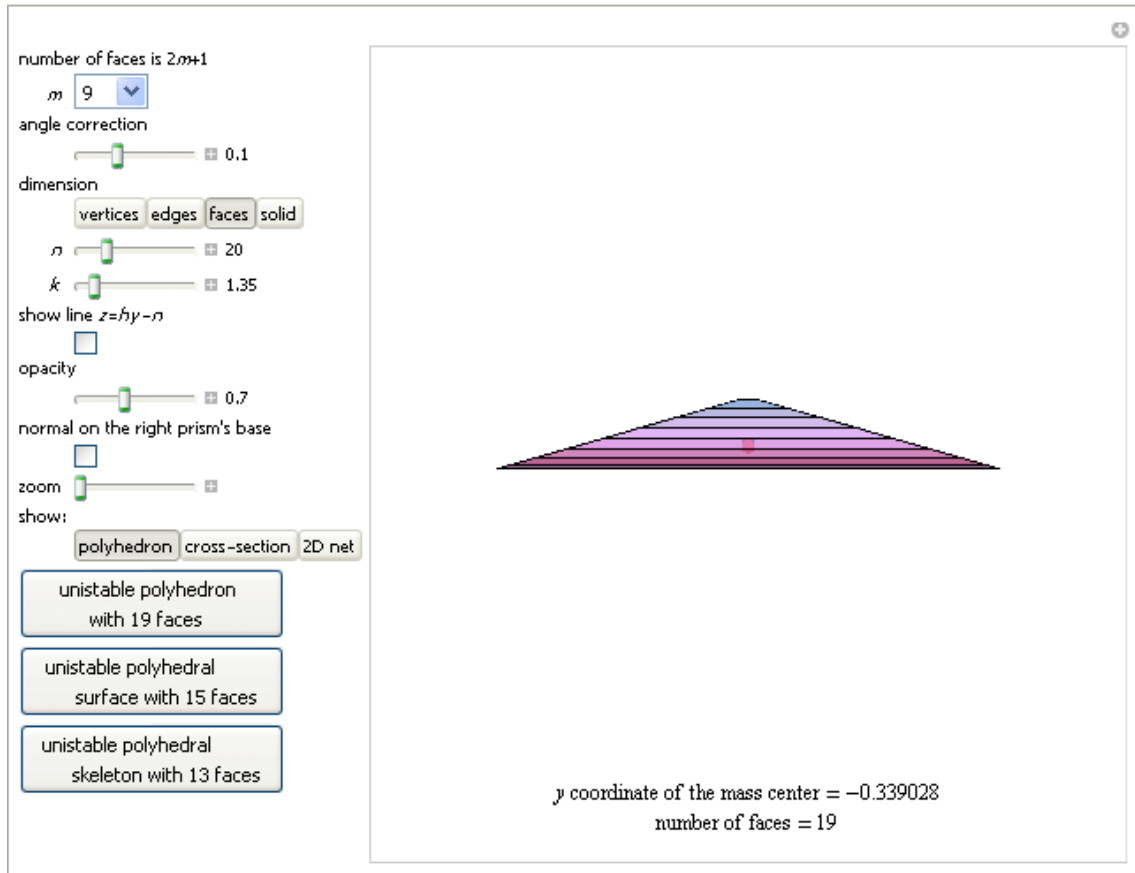 number of faces is 2m+1
m 9
angle correction
0.1
dimension
vertices edges faces solid
n 20
k 1.35
show line z=hy-n
opacity
0.7
normal on the right prism's base
zoom
show:
polyhedron cross-section 2D net
unistable polyhedron
with 19 faces
unistable polyhedral
surface with 15 faces
unistable polyhedral
skeleton with 13 faces
y coordinate of the mass center = −0.339028
number of faces = 19